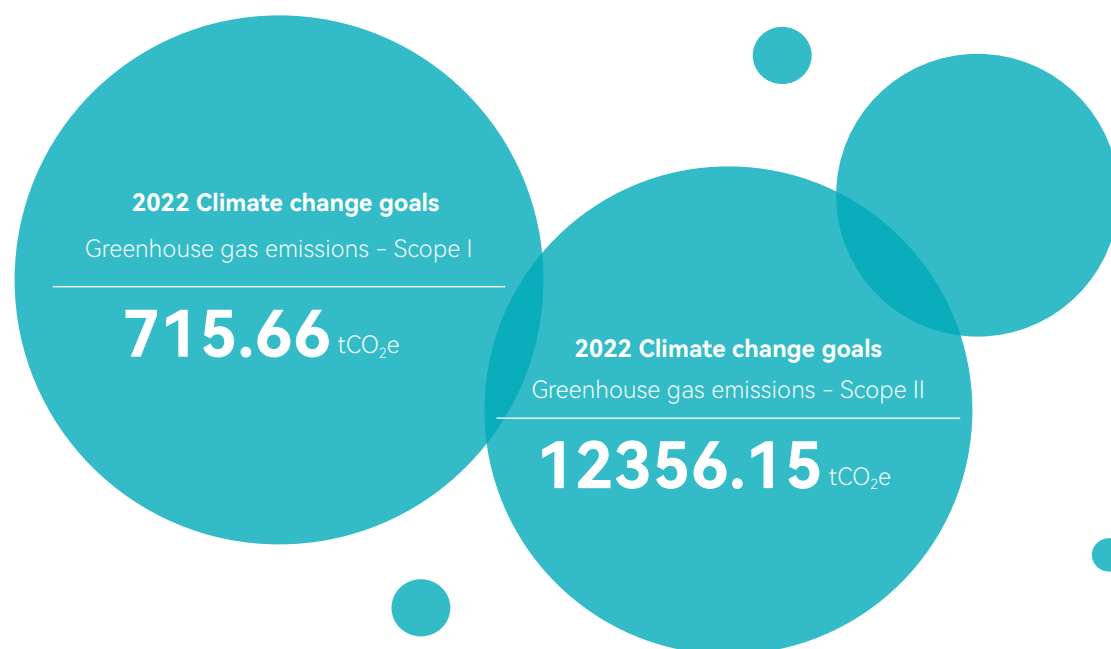 2022 Climate change goals
Greenhouse gas emissions – Scope I
715.66 tCO₂e
2022 Climate change goals
Greenhouse gas emissions – Scope II
12356.15 tCO₂e